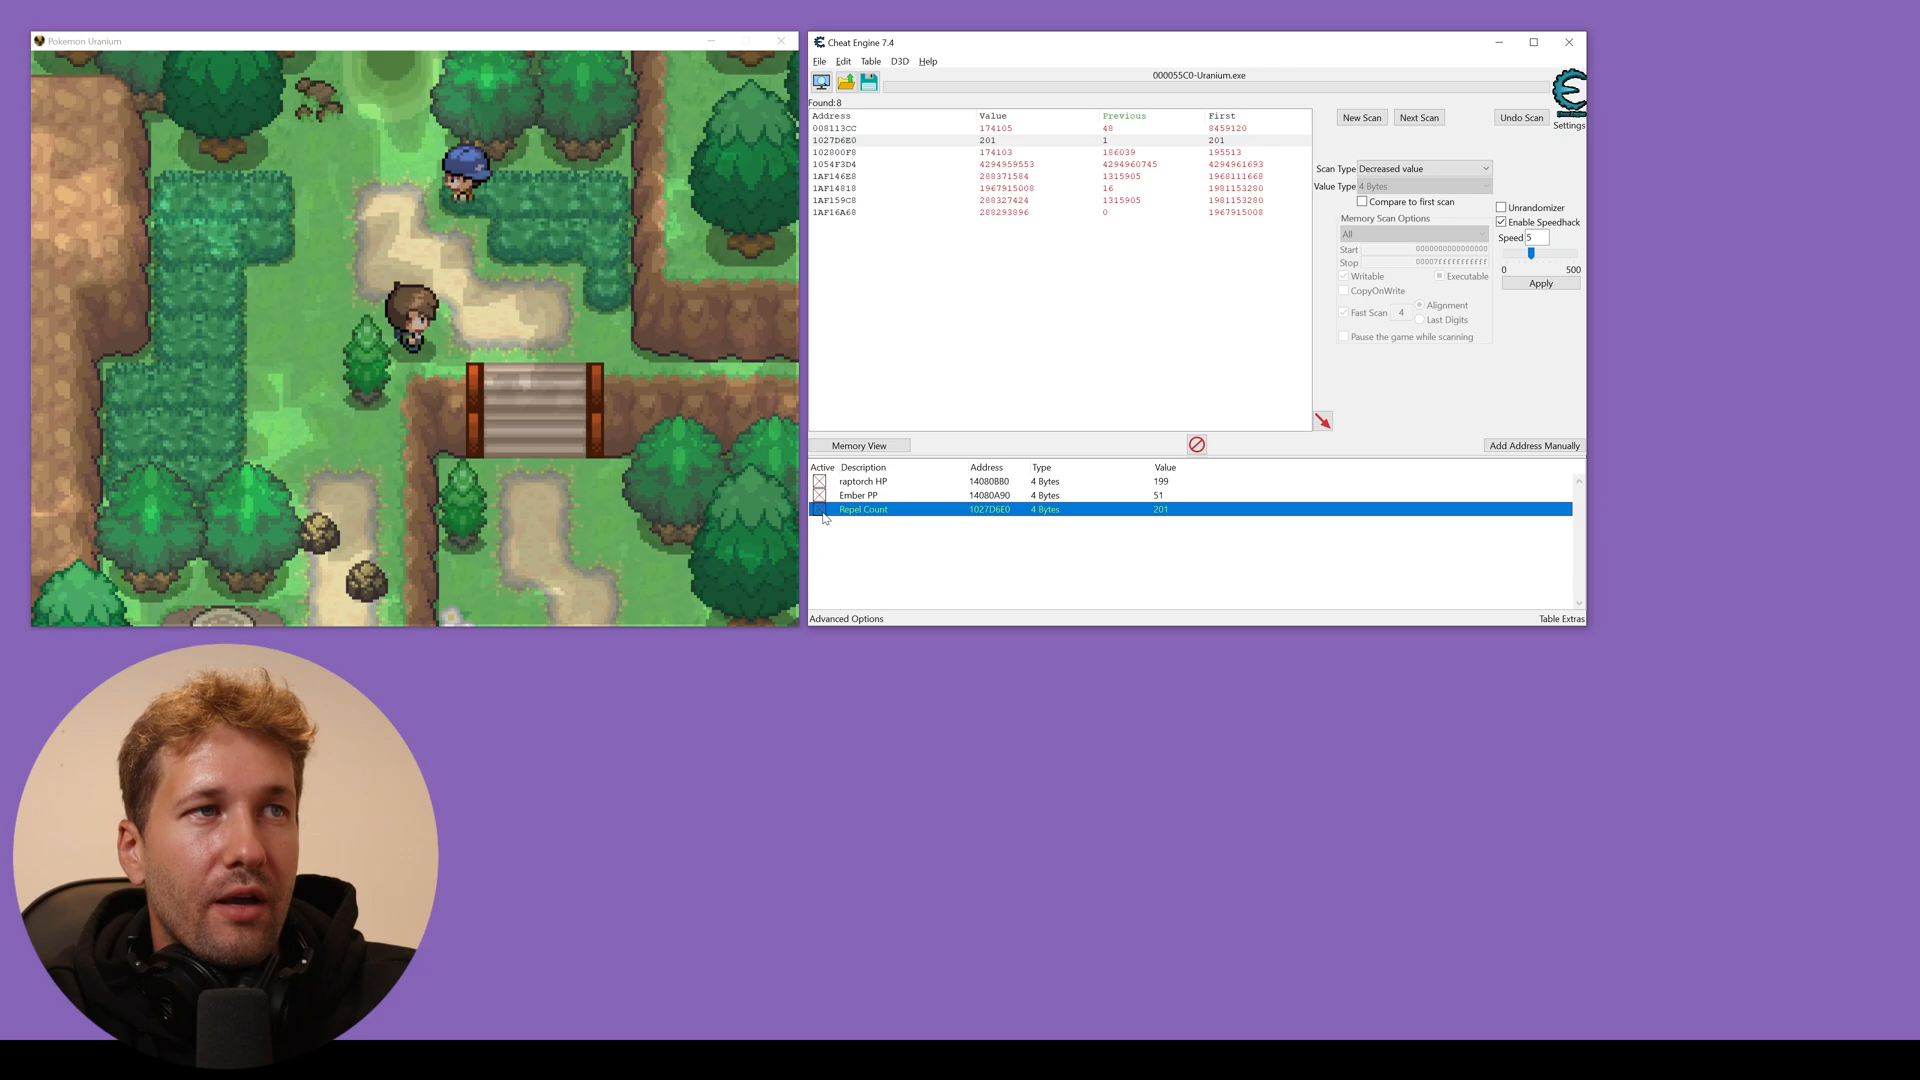 Pokemon Uranium
Cheat Engine 7.4
File Edit Table D3D Help
000055C0-Uranium.exe
Found:8
Address Value Previous First
008113CC 174105 48 8459120
1027D6E0 201 1 201
102800F8 174103 186039 195513
1054F3D4 4294959553 4294960745 4294961693
1AF146E8 288371584 1315905 1968111668
1AF14818 1967915008 16 1981153280
1AF159C8 288327424 1315905 1981153280
1AF16A68 288293896 0 1967915008
New Scan Next Scan Undo Scan
Settings
Scan Type Decreased value
Value Type 4 Bytes
Compare to first scan
Memory Scan Options
All
Start 0000000000000000
Stop 00007fffffffffff
Writable Executable
CopyOnWrite
Fast Scan 4 Alignment
Last Digits
Pause the game while scanning
Unrandomizer
Enable Speedhack
Speed 5
0 500
Apply
Memory View
Add Address Manually
Active Description Address Type Value
raptorch HP 14080BB0 4 Bytes 199
Ember PP 14080A90 4 Bytes 51
Repel Count 1027D6E0 4 Bytes 201
Advanced Options
Table Extras